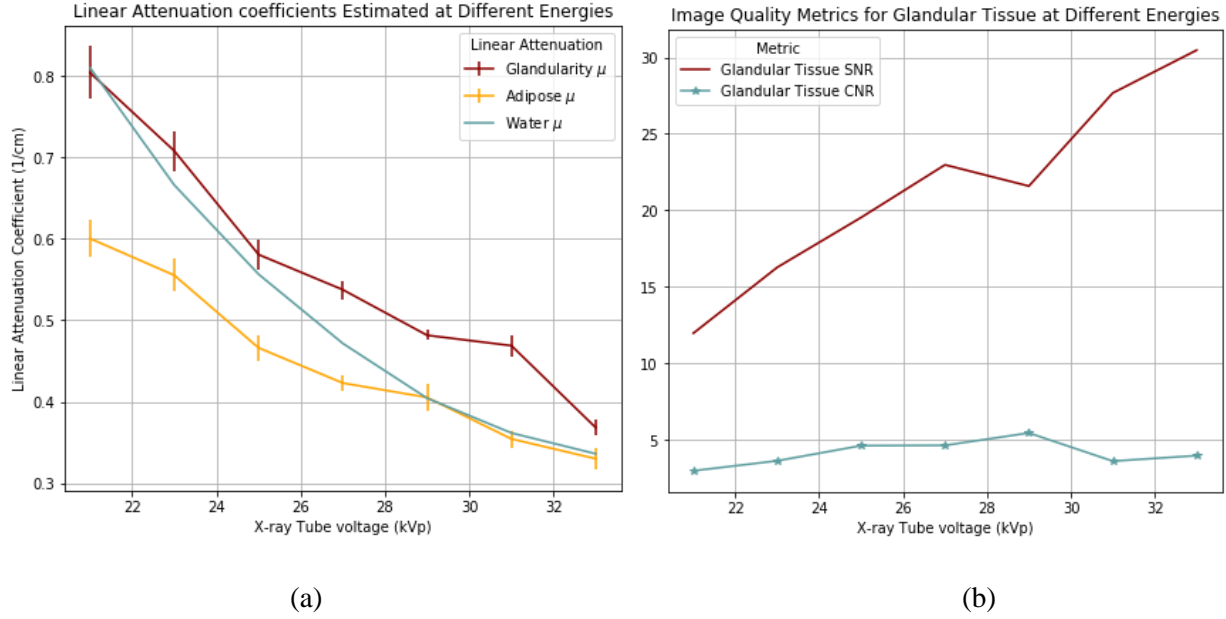 Linear Attenuation coefficients Estimated at Different Energies
Linear Attenuation Coefficient (1/cm)
0.8
0.7
0.6
0.5
0.4
0.3
Linear Attenuation
Glandularity μ
Adipose μ
Water μ
22 24 26 28 30 32
X-ray Tube voltage (kVp)
(a)
Image Quality Metrics for Glandular Tissue at Different Energies
30
25
20
15
10
5
Metric
Glandular Tissue SNR
Glandular Tissue CNR
22 24 26 28 30 32
X-ray Tube voltage (kVp)
(b)